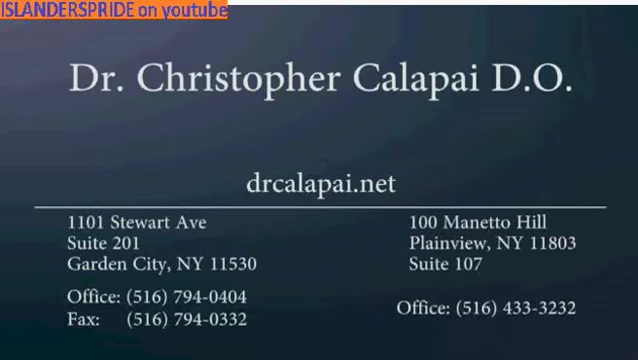 ISLANDERSPRIDE on youtube
Dr. Christopher Calapai D.O.
drcalapai.net
1101 Stewart Ave
Suite 201
Garden City, NY 11530
Office: (516) 794-0404
Fax: (516) 794-0332
100 Manetto Hill
Plainview, NY 11803
Suite 107
Office: (516) 433-3232